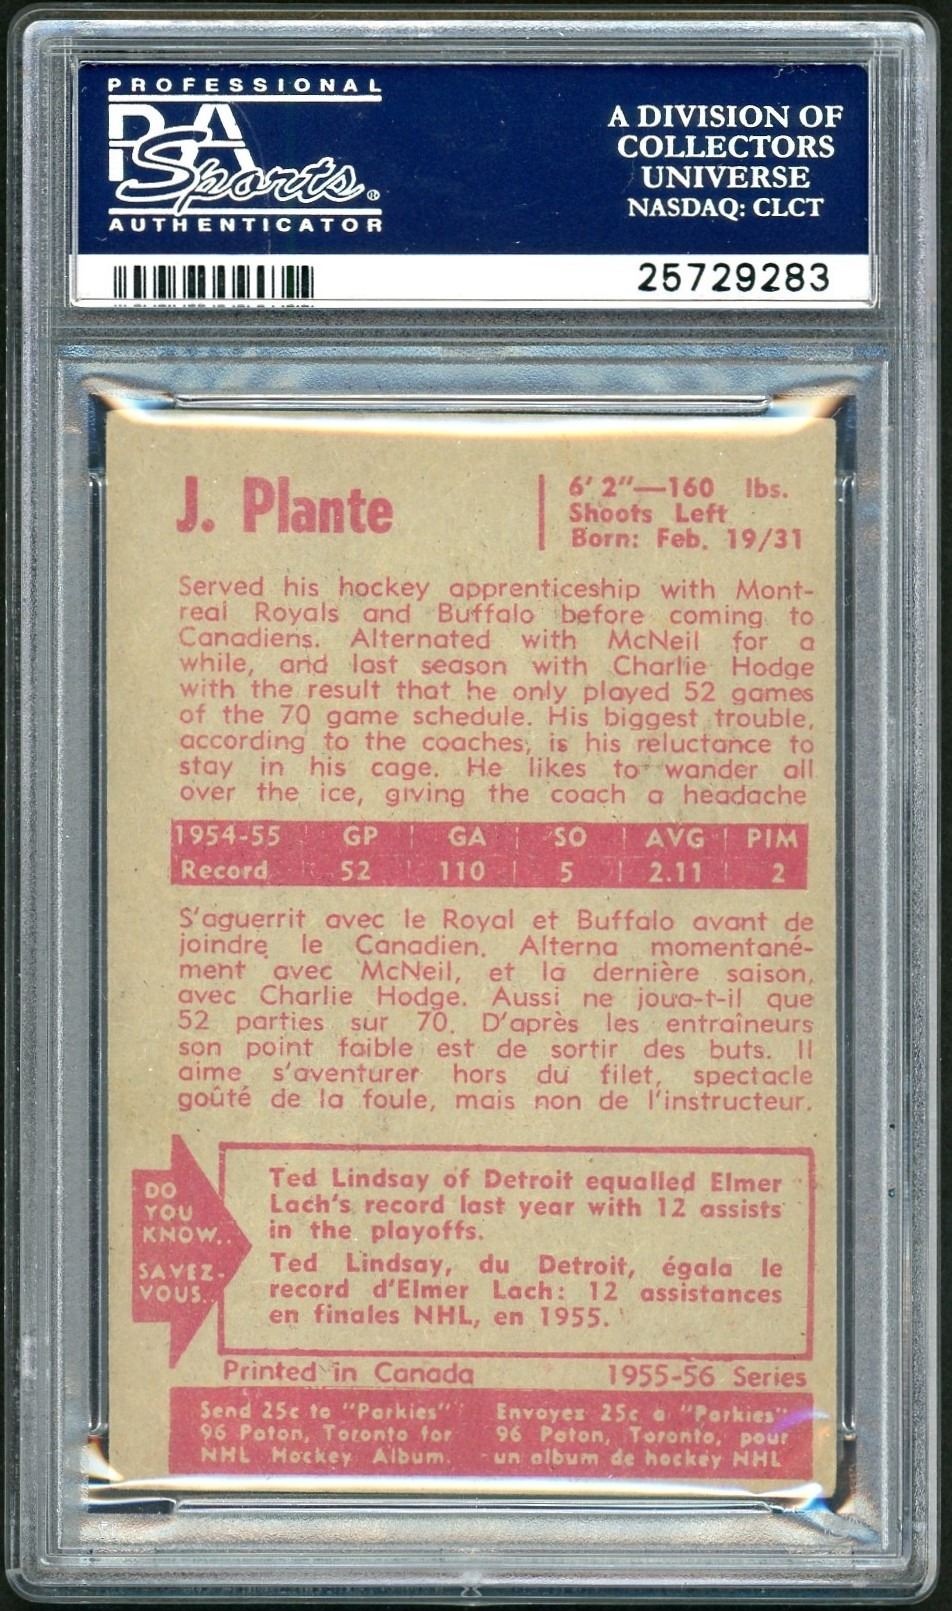 PROFESSIONAL
PSA
Sports®
AUTHENTICATOR
A DIVISION OF
COLLECTORS
UNIVERSE
NASDAQ: CLCT
25729283
J. Plante
6' 2"—160 lbs.
Shoots Left
Born: Feb. 19/31
Served his hockey apprenticeship with Mont-
real Royals and Buffalo before coming to
Canadiens. Alternated with McNeil for a
while, and last season with Charlie Hodge
with the result that he only played 52 games
of the 70 game schedule. His biggest trouble,
according to the coaches, is his reluctance to
stay in his cage. He likes to wander all
over the ice, giving the coach a headache
1954-55 GP GA SO AVG PIM
Record 52 110 5 2.11 2
S'aguerrit avec le Royal et Buffalo avant de
joindre le Canadien. Alterna momentané-
ment avec McNeil, et la dernière saison,
avec Charlie Hodge. Aussi ne joua-t-il que
52 parties sur 70. D'après les entraîneurs
son point faible est de sortir des buts. Il
aime s'aventurer hors du filet, spectacle
goûté de la foule, mais non de l'instructeur.
DO
YOU
KNOW..
SAVEZ-
VOUS.
Ted Lindsay of Detroit equalled Elmer
Lach's record last year with 12 assists
in the playoffs.
Ted Lindsay, du Detroit, égala le
record d'Elmer Lach: 12 assistances
en finales NHL, en 1955.
Printed in Canada 1955-56 Series
Send 25c to "Parkies"
96 Paton, Toronto for
NHL Hockey Album.
Envoyez 25c à "Parkies"
96 Paton, Toronto, pour
un album de hockey NHL